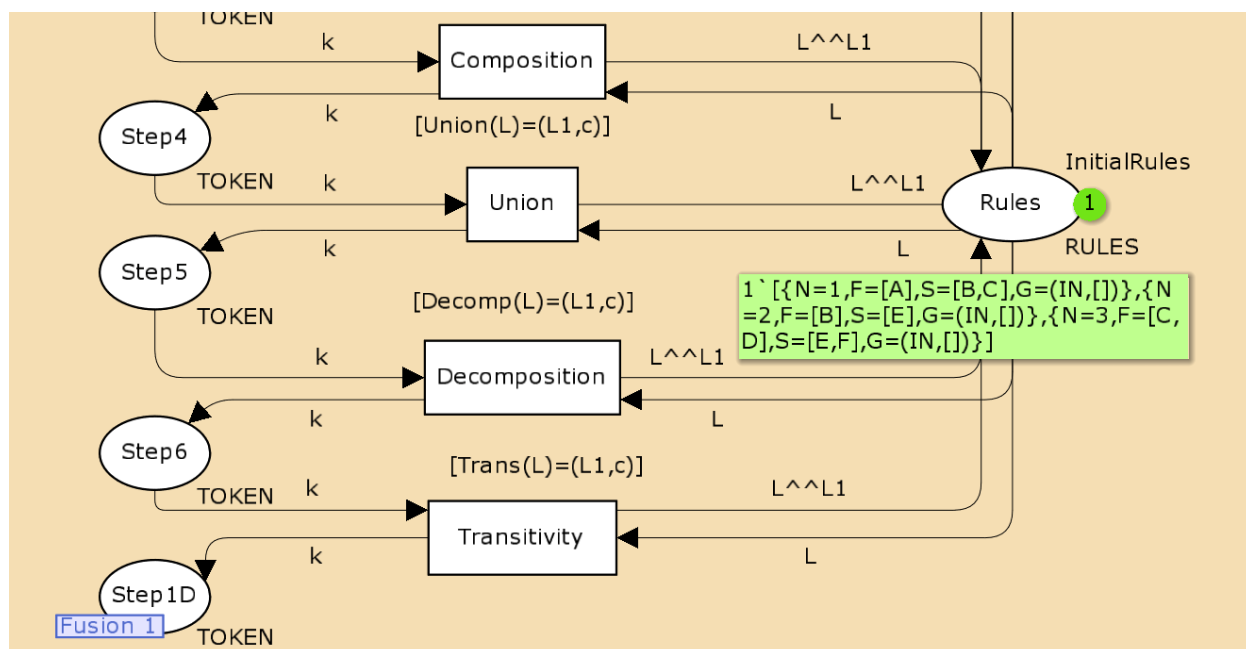 TOKEN
k
L^^L1
Composition
k
L
Step4
[Union(L)=(L1,c)]
InitialRules
TOKEN
k
L^^L1
Union
Rules
1
k
L
RULES
Step5
1`[{N=1,F=[A],S=[B,C],G=(IN,[])},{N
=2,F=[B],S=[E],G=(IN,[])},{N=3,F=[C,
D],S=[E,F],G=(IN,[])}]
[Decomp(L)=(L1,c)]
TOKEN
k
L^^L1
Decomposition
k
L
Step6
[Trans(L)=(L1,c)]
TOKEN
k
L^^L1
Transitivity
k
L
Step1D
Fusion 1
TOKEN